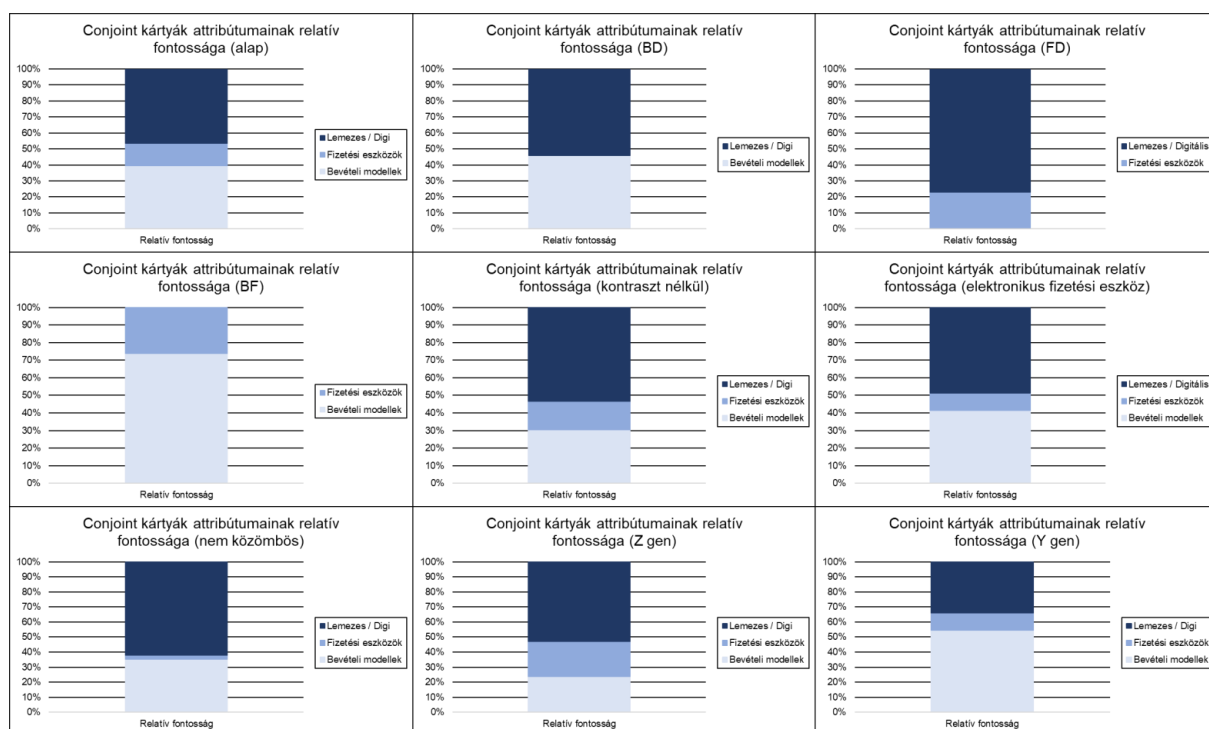 Conjoint kártyák attribútumainak relatív
fontossága (alap)
100%
90%
80%
70%
60%
50%
40%
30%
20%
10%
0%
Relatív fontosság
Lemezes / Digi
Fizetési eszközök
Bevételi modellek
Conjoint kártyák attribútumainak relatív
fontossága (BD)
100%
90%
80%
70%
60%
50%
40%
30%
20%
10%
0%
Relatív fontosság
Lemezes / Digi
Bevételi modellek
Conjoint kártyák attribútumainak relatív
fontossága (FD)
100%
90%
80%
70%
60%
50%
40%
30%
20%
10%
0%
Relatív fontosság
Lemezes / Digitális
Fizetési eszközök
Conjoint kártyák attribútumainak relatív
fontossága (BF)
100%
90%
80%
70%
60%
50%
40%
30%
20%
10%
0%
Relatív fontosság
Fizetési eszközök
Bevételi modellek
Conjoint kártyák attribútumainak relatív
fontossága (kontraszt nélkül)
100%
90%
80%
70%
60%
50%
40%
30%
20%
10%
0%
Relatív fontosság
Lemezes / Digi
Fizetési eszközök
Bevételi modellek
Conjoint kártyák attribútumainak relatív
fontossága (elektronikus fizetési eszköz)
100%
90%
80%
70%
60%
50%
40%
30%
20%
10%
0%
Relatív fontosság
Lemezes / Digitális
Fizetési eszközök
Bevételi modellek
Conjoint kártyák attribútumainak relatív
fontossága (nem közömbös)
100%
90%
80%
70%
60%
50%
40%
30%
20%
10%
0%
Relatív fontosság
Lemezes / Digi
Fizetési eszközök
Bevételi modellek
Conjoint kártyák attribútumainak relatív
fontossága (Z gen)
100%
90%
80%
70%
60%
50%
40%
30%
20%
10%
0%
Relatív fontosság
Lemezes / Digi
Fizetési eszközök
Bevételi modellek
Conjoint kártyák attribútumainak relatív
fontossága (Y gen)
100%
90%
80%
70%
60%
50%
40%
30%
20%
10%
0%
Relatív fontosság
Lemezes / Digi
Fizetési eszközök
Bevételi modellek